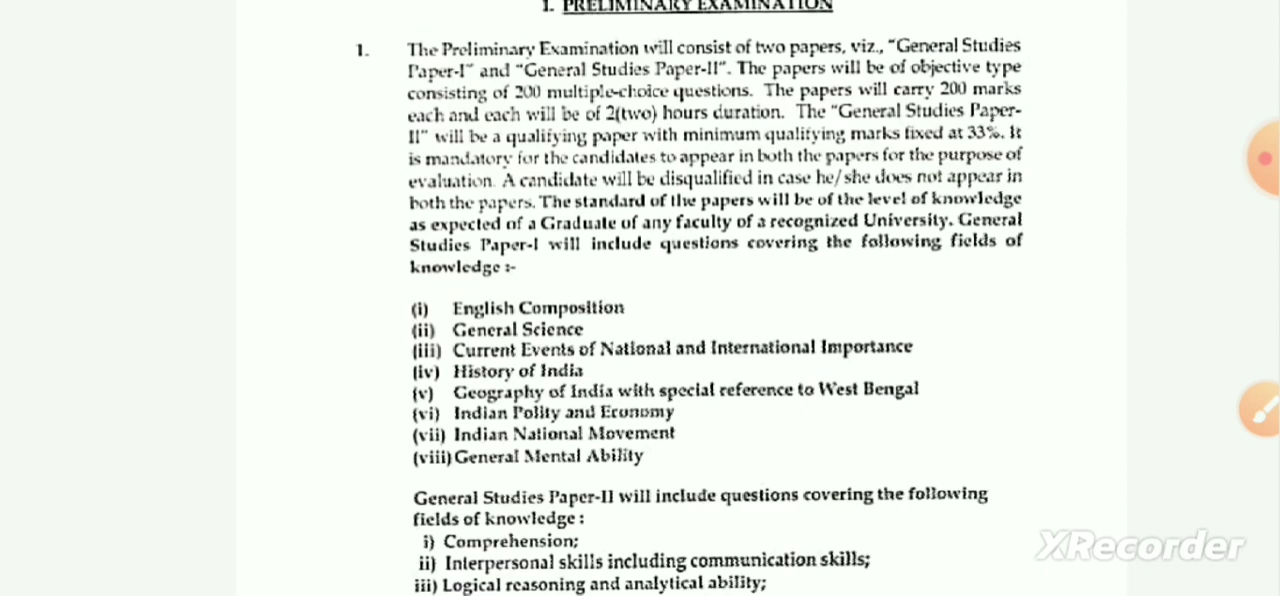 I. PRELIMINARY EXAMINATION
1. The Preliminary Examination will consist of two papers, viz., "General Studies
Paper-I" and "General Studies Paper-II". The papers will be of objective type
consisting of 200 multiple-choice questions. The papers will carry 200 marks
each and each will be of 2(two) hours duration. The "General Studies Paper-
II" will be a qualifying paper with minimum qualifying marks fixed at 33%. It
is mandatory for the candidates to appear in both the papers for the purpose of
evaluation. A candidate will be disqualified in case he/she does not appear in
both the papers. The standard of the papers will be of the level of knowledge
as expected of a Graduate of any faculty of a recognized University. General
Studies Paper-I will include questions covering the following fields of
knowledge :-
(i) English Composition
(ii) General Science
(iii) Current Events of National and International Importance
(iv) History of India
(v) Geography of India with special reference to West Bengal
(vi) Indian Polity and Economy
(vii) Indian National Movement
(viii) General Mental Ability
General Studies Paper-II will include questions covering the following
fields of knowledge :
i) Comprehension;
ii) Interpersonal skills including communication skills;
iii) Logical reasoning and analytical ability;
XRecorder